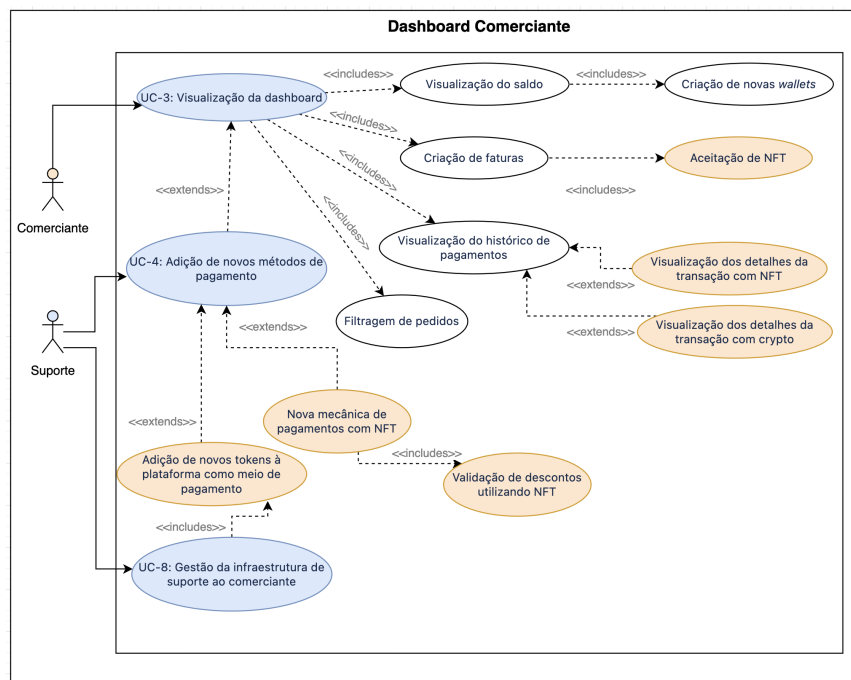 Dashboard Comerciante
<<includes>>
<<includes>>
UC-3: Visualização da dashboard
Visualização do saldo
Criação de novas wallets
<<includes>>
Criação de faturas
Aceitação de NFT
<<includes>>
<<extends>>
<<includes>>
Comerciante
<<includes>>
Visualização do histórico de
pagamentos
UC-4: Adição de novos métodos de
pagamento
Visualização dos detalhes da
transação com NFT
<<extends>>
Filtragem de pedidos
<<extends>>
Visualização dos detalhes da
transação com crypto
<<extends>>
Suporte
<<extends>>
Nova mecânica de
pagamentos com NFT
<<includes>>
Adição de novos tokens à
plataforma como meio de
pagamento
Validação de descontos
utilizando NFT
<<includes>>
UC-8: Gestão da infraestrutura de
suporte ao comerciante